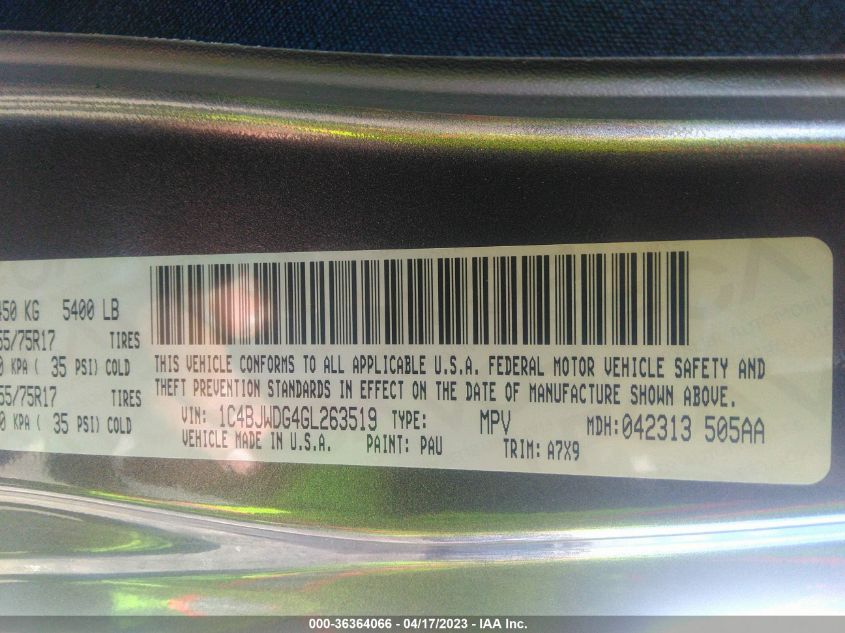 450 KG 5400 LB
55/75R17 TIRES
0 KPA ( 35 PSI) COLD
55/75R17 TIRES
0 KPA ( 35 PSI) COLD
THIS VEHICLE CONFORMS TO ALL APPLICABLE U.S.A. FEDERAL MOTOR VEHICLE SAFETY AND
THEFT PREVENTION STANDARDS IN EFFECT ON THE DATE OF MANUFACTURE SHOWN ABOVE.
VIN: 1C4BJWDG4GL263519 TYPE: MPV MDH:042313 505AA
VEHICLE MADE IN U.S.A. PAINT: PAU TRIM: A7X9
000-36364066 - 04/17/2023 - IAA Inc.